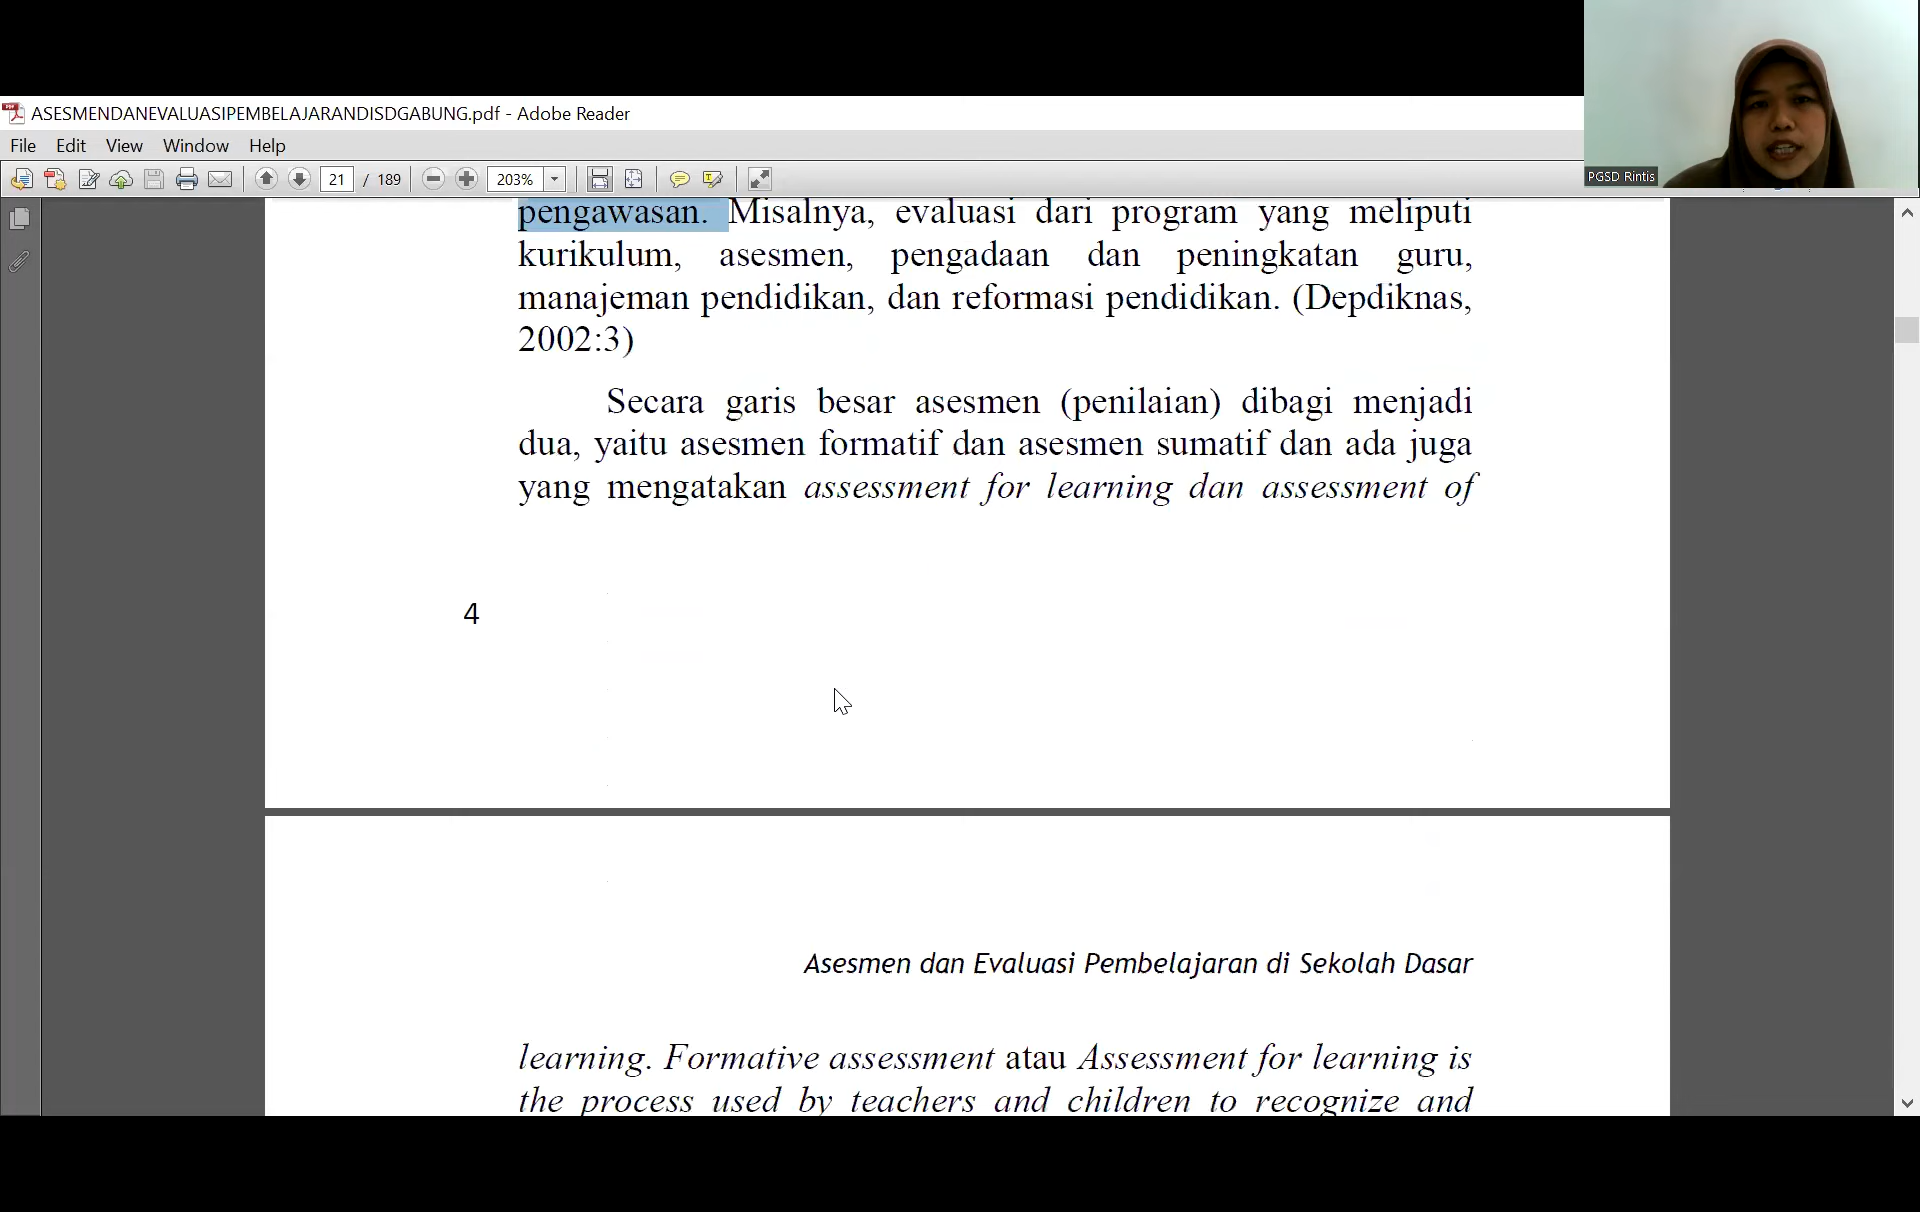 ASESMENDANEVALUASIPEMBELAJARANDISDGABUNG.pdf - Adobe Reader
File Edit View Window Help
21 / 189 203%
PGSD Rintis
pengawasan. Misalnya, evaluasi dari program yang meliputi
kurikulum, asesmen, pengadaan dan peningkatan guru,
manajeman pendidikan, dan reformasi pendidikan. (Depdiknas,
2002:3)
Secara garis besar asesmen (penilaian) dibagi menjadi
dua, yaitu asesmen formatif dan asesmen sumatif dan ada juga
yang mengatakan assessment for learning dan assessment of
4
Asesmen dan Evaluasi Pembelajaran di Sekolah Dasar
learning. Formative assessment atau Assessment for learning is
the process used by teachers and children to recognize and